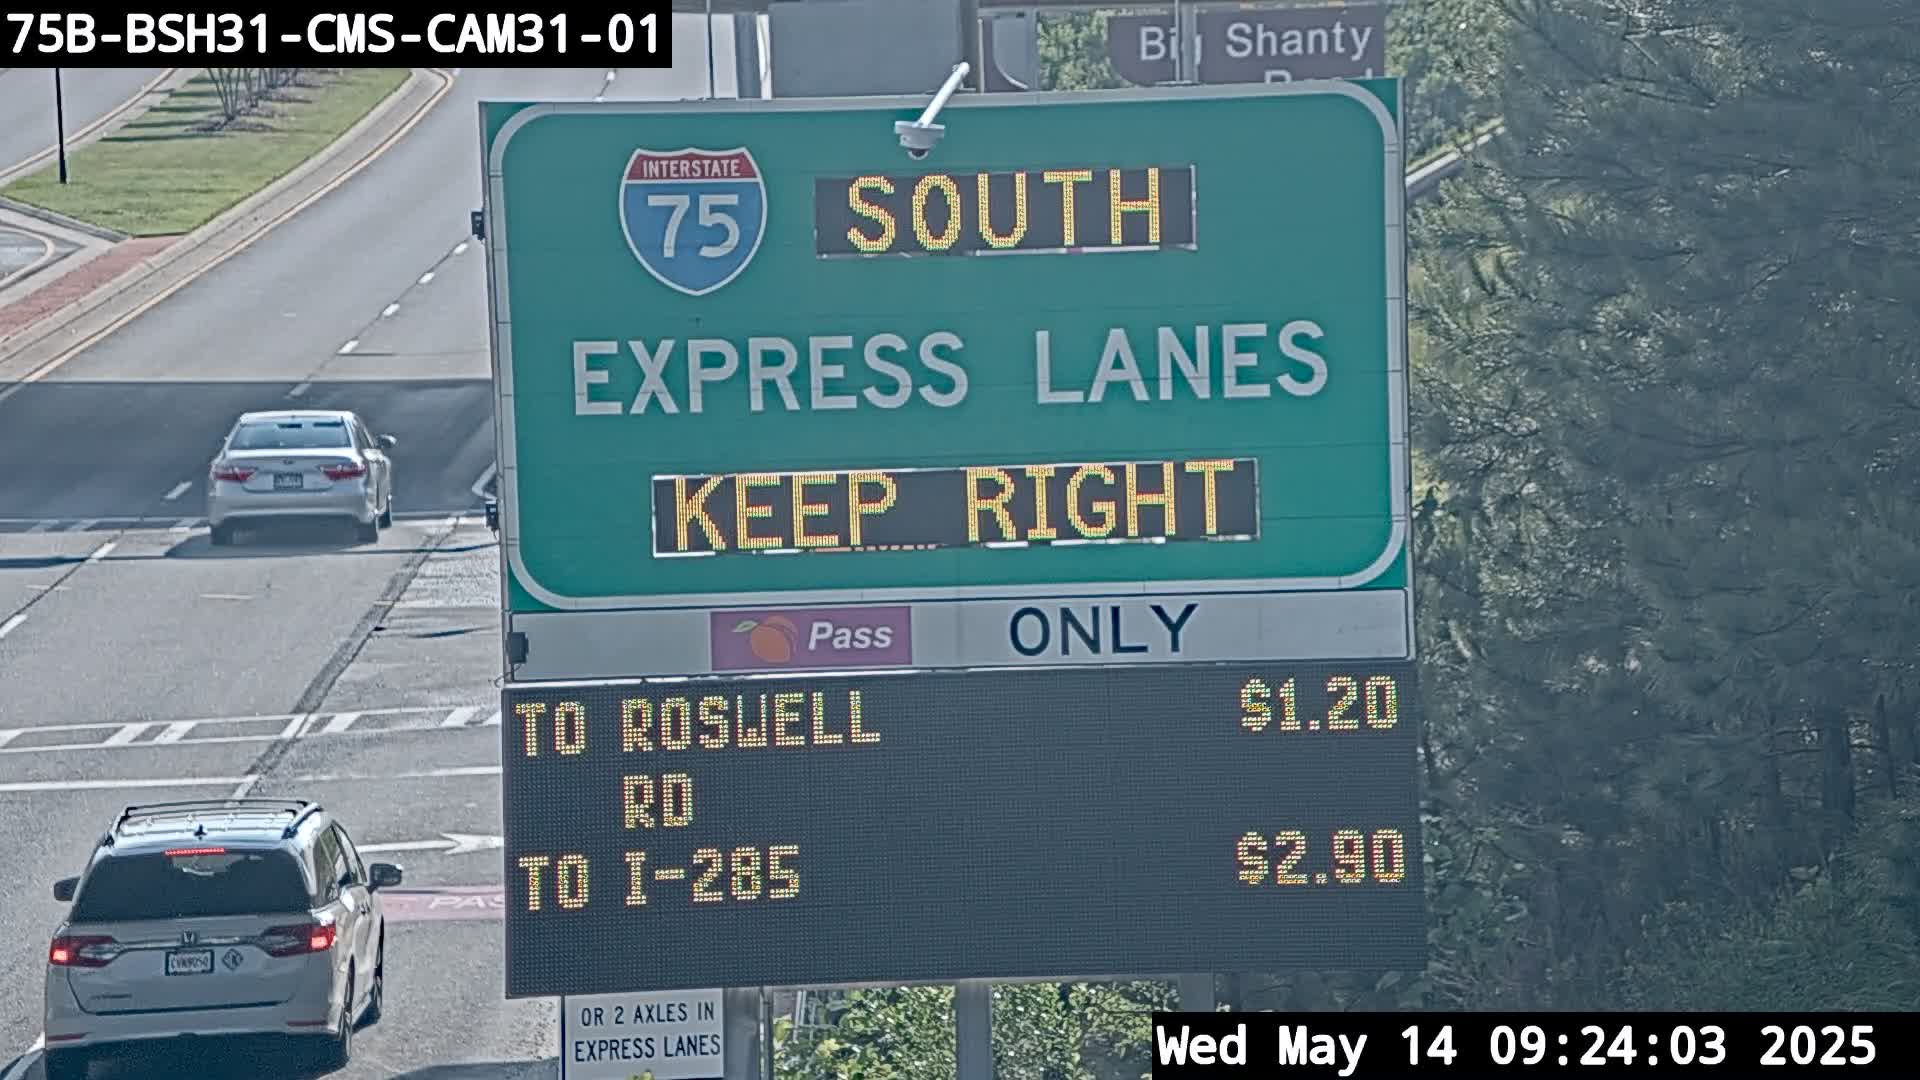 75B-BSH31-CMS-CAM31-01
Big Shanty
INTERSTATE
75
SOUTH
EXPRESS LANES
KEEP RIGHT
Pass
ONLY
TO ROSWELL $1.20
RD
TO I-285 $2.90
OR 2 AXLES IN
EXPRESS LANES
Wed May 14 09:24:03 2025